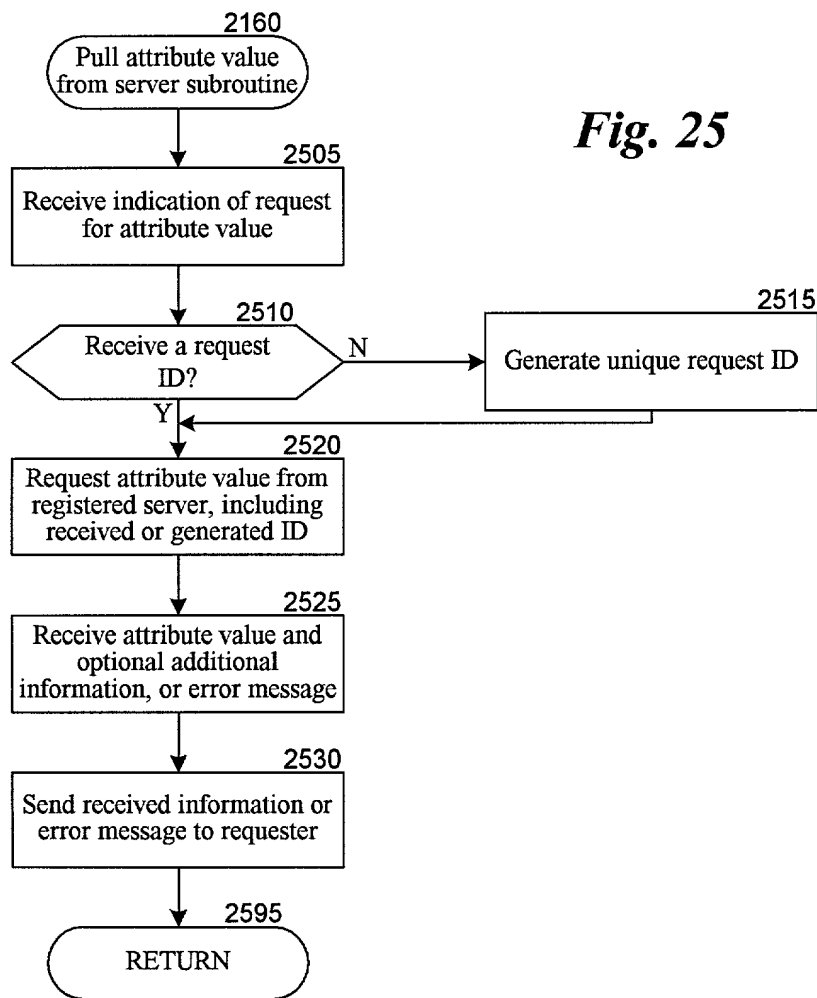 2160
Pull attribute value
from server subroutine
Fig. 25
2505
Receive indication of request
for attribute value
2510
Receive a request
ID?
N
2515
Generate unique request ID
Y
2520
Request attribute value from
registered server, including
received or generated ID
2525
Receive attribute value and
optional additional
information, or error message
2530
Send received information or
error message to requester
2595
RETURN